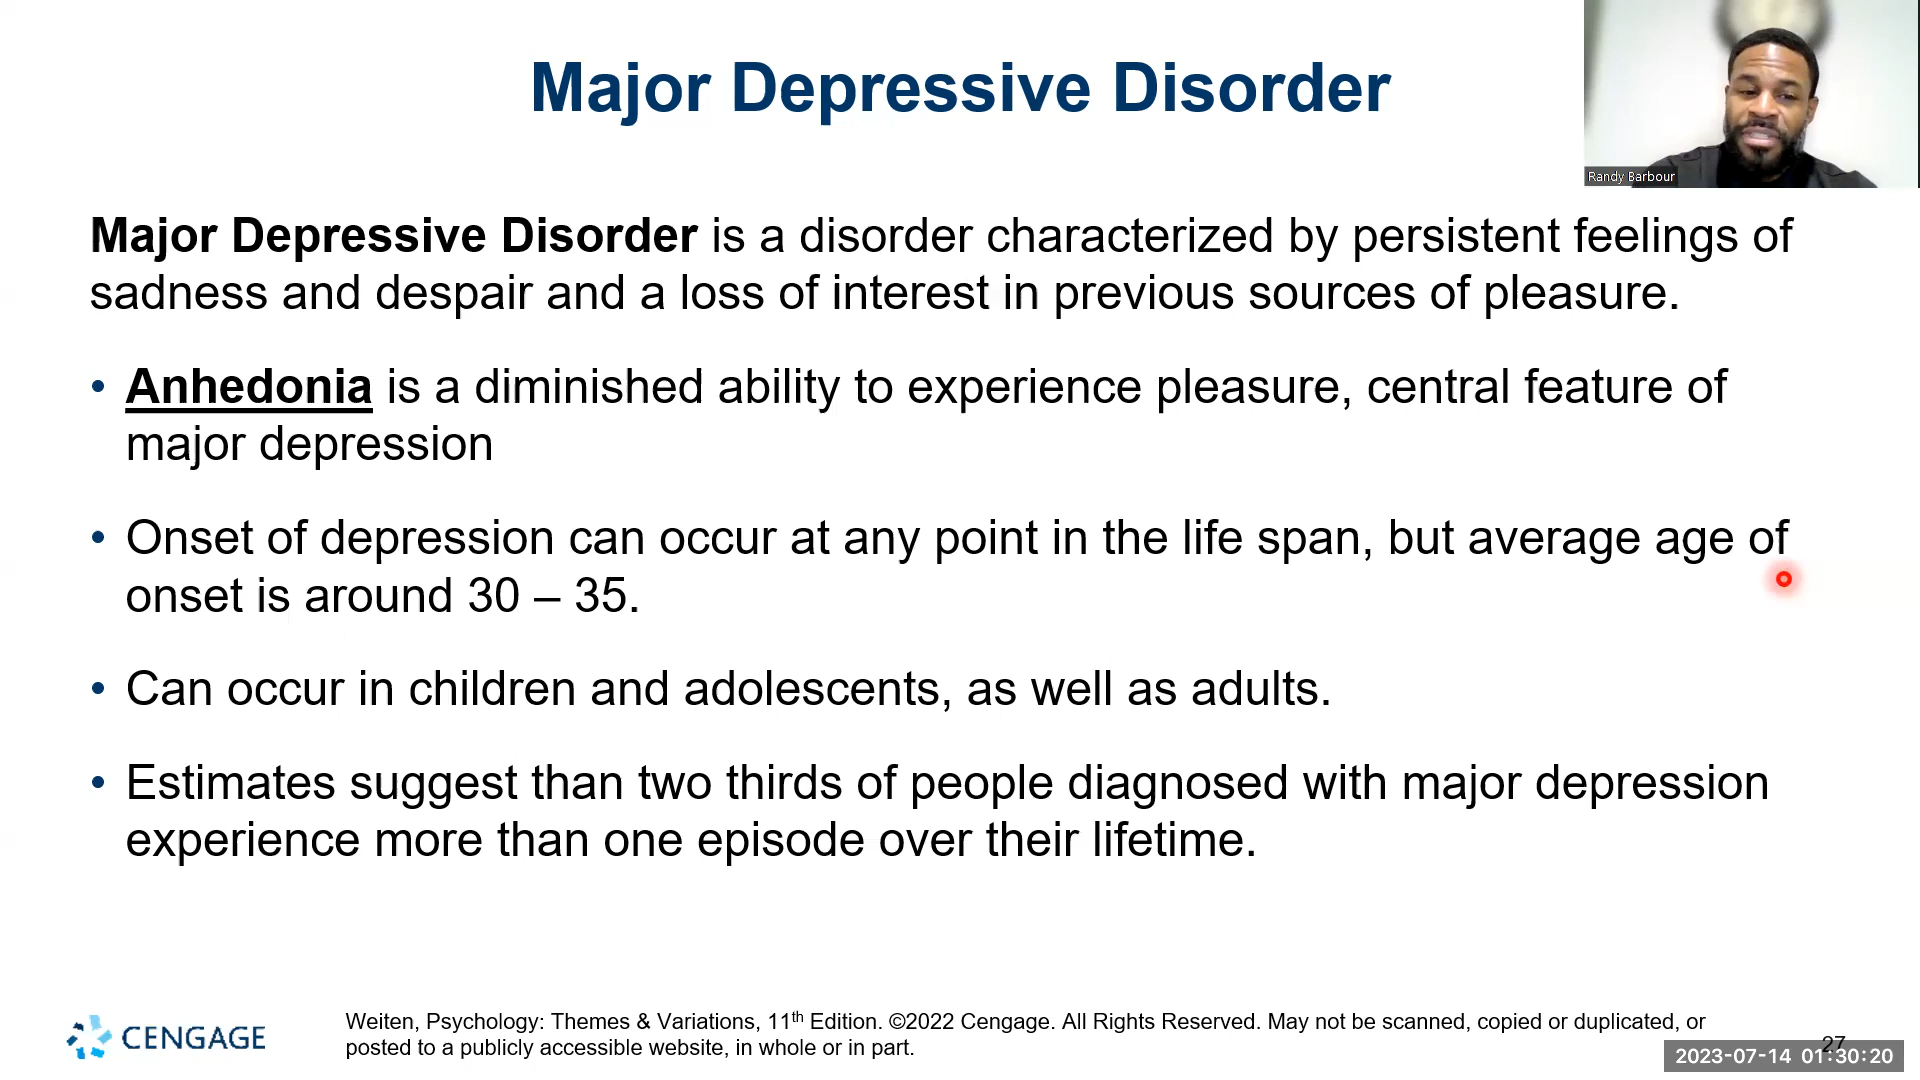 Major Depressive Disorder
Randy Barbour
Major Depressive Disorder is a disorder characterized by persistent feelings of
sadness and despair and a loss of interest in previous sources of pleasure.
• Anhedonia is a diminished ability to experience pleasure, central feature of
major depression
• Onset of depression can occur at any point in the life span, but average age of
onset is around 30 – 35.
• Can occur in children and adolescents, as well as adults.
• Estimates suggest than two thirds of people diagnosed with major depression
experience more than one episode over their lifetime.
CENGAGE
Weiten, Psychology: Themes & Variations, 11th Edition. ©2022 Cengage. All Rights Reserved. May not be scanned, copied or duplicated, or
posted to a publicly accessible website, in whole or in part.
27
2023-07-14 01:30:20